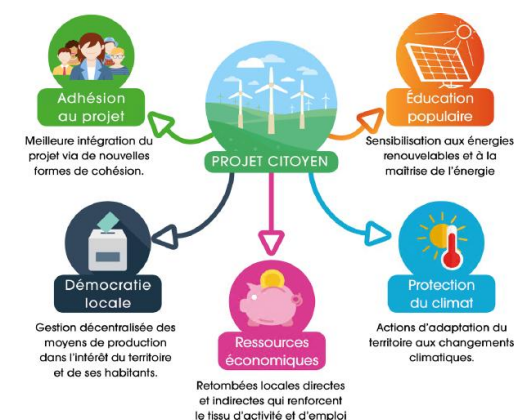 PROJET CITOYEN
Adhésion
au projet
Meilleure intégration du
projet via de nouvelles
formes de cohésion.
Éducation
populaire
Sensibilisation aux énergies
renouvelables et à la
maîtrise de l'énergie
Démocratie
locale
Gestion décentralisée des
moyens de production
dans l'intérêt du territoire
et de ses habitants.
Ressources
économiques
Retombées locales directes
et indirectes qui renforcent
le tissu d'activité et d'emploi
Protection
du climat
Actions d'adaptation du
territoire aux changements
climatiques.